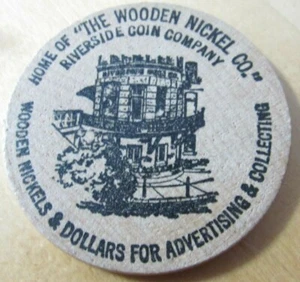 HOME OF "THE WOODEN NICKEL CO."
RIVERSIDE COIN COMPANY
WOODEN NICKELS & DOLLARS FOR ADVERTISING & COLLECTING